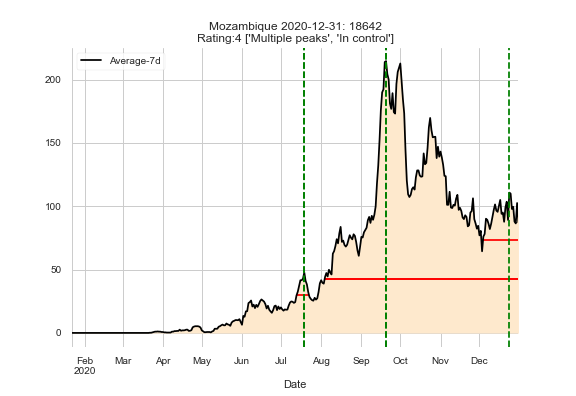 Mozambique 2020-12-31: 18642
Rating:4 ['Multiple peaks', 'In control']
Average-7d
200
150
100
50
0
Feb Mar Apr May Jun Jul Aug Sep Oct Nov Dec
2020
Date